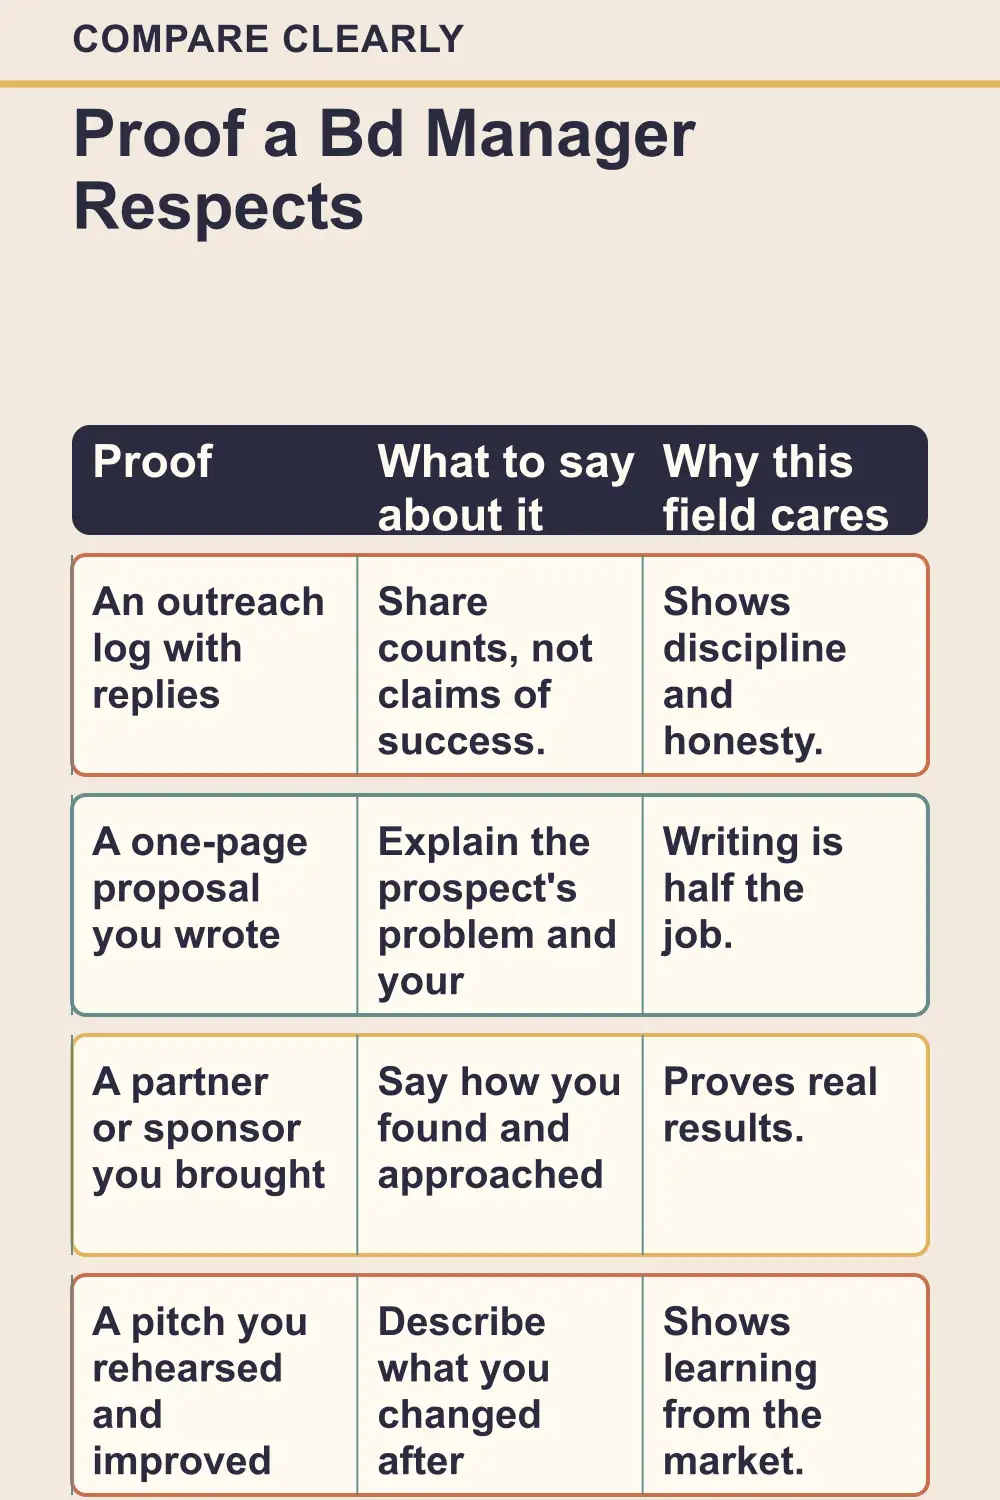 COMPARE CLEARLY
Proof a Bd Manager
Respects
Proof
What to say
about it
Why this
field cares
An outreach
log with
replies
Share
counts, not
claims of
success.
Shows
discipline
and
honesty.
A one-page
proposal
you wrote
Explain the
prospect's
problem and
your
Writing is
half the
job.
A partner
or sponsor
you brought
Say how you
found and
approached
Proves real
results.
A pitch you
rehearsed
and
improved
Describe
what you
changed
after
Shows
learning
from the
market.